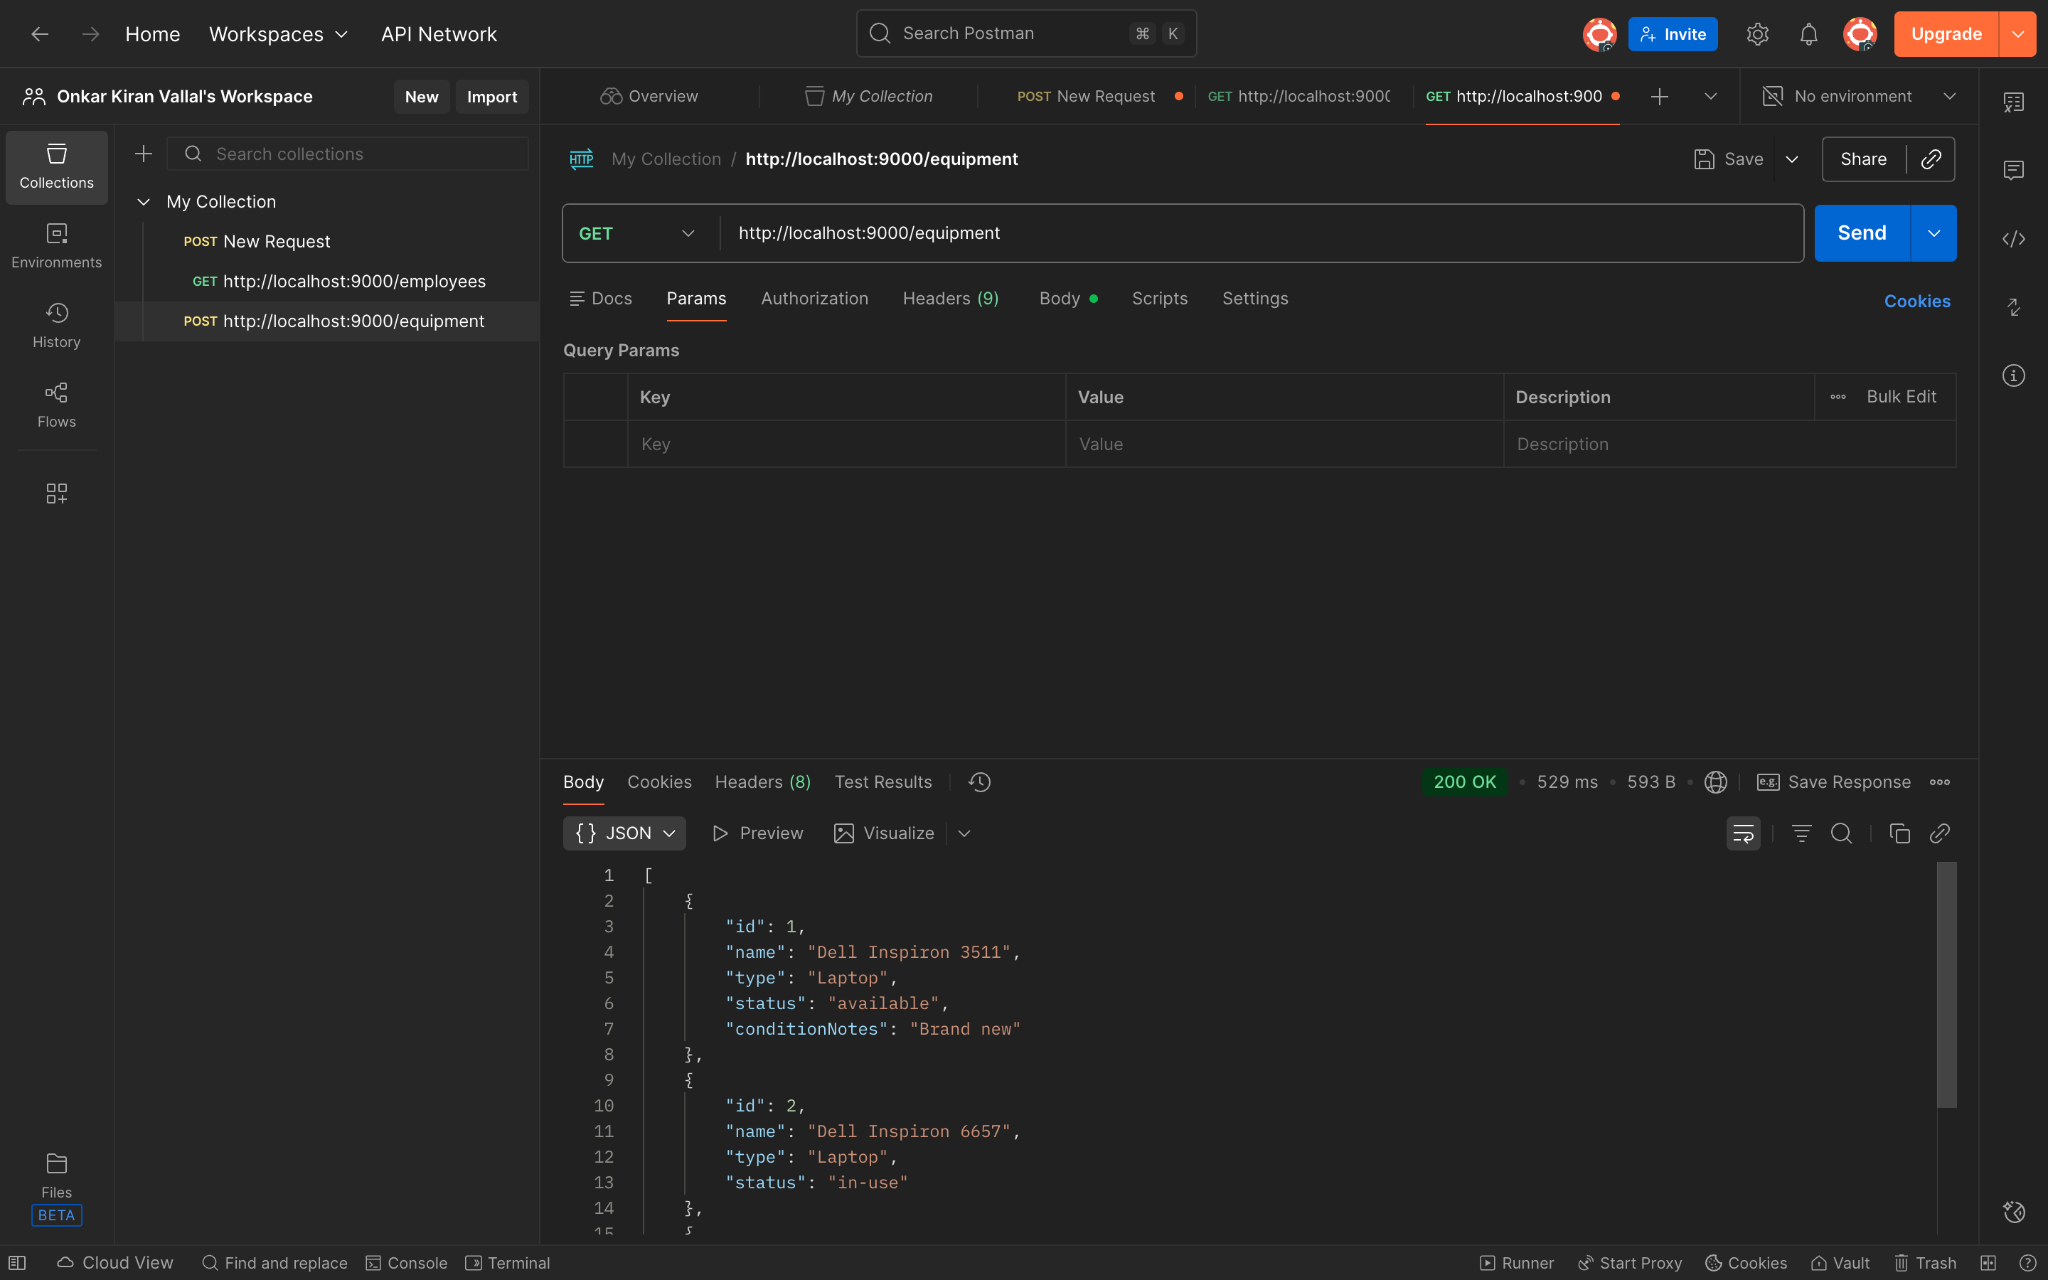 Home Workspaces API Network Search Postman ⌘ K Invite Upgrade
Onkar Kiran Vallal's Workspace New Import
Overview My Collection POST New Request GET http://localhost:900 GET http://localhost:900 No environment
Collections
Environments
History
Flows
Files
BETA
Search collections
My Collection
POST New Request
GET http://localhost:9000/employees
POST http://localhost:9000/equipment
HTTP My Collection / http://localhost:9000/equipment Save Share
GET http://localhost:9000/equipment Send
Docs Params Authorization Headers (9) Body Scripts Settings Cookies
Query Params
Key Value Description Bulk Edit
Key Value Description
Body Cookies Headers (8) Test Results 200 OK • 529 ms • 593 B • e.g. Save Response
{} JSON Preview Visualize
1 [
2 {
3 "id": 1,
4 "name": "Dell Inspiron 3511",
5 "type": "Laptop",
6 "status": "available",
7 "conditionNotes": "Brand new"
8 },
9 {
10 "id": 2,
11 "name": "Dell Inspiron 6657",
12 "type": "Laptop",
13 "status": "in-use"
14 },
15 {
Cloud View Find and replace Console Terminal Runner Start Proxy Cookies Vault Trash